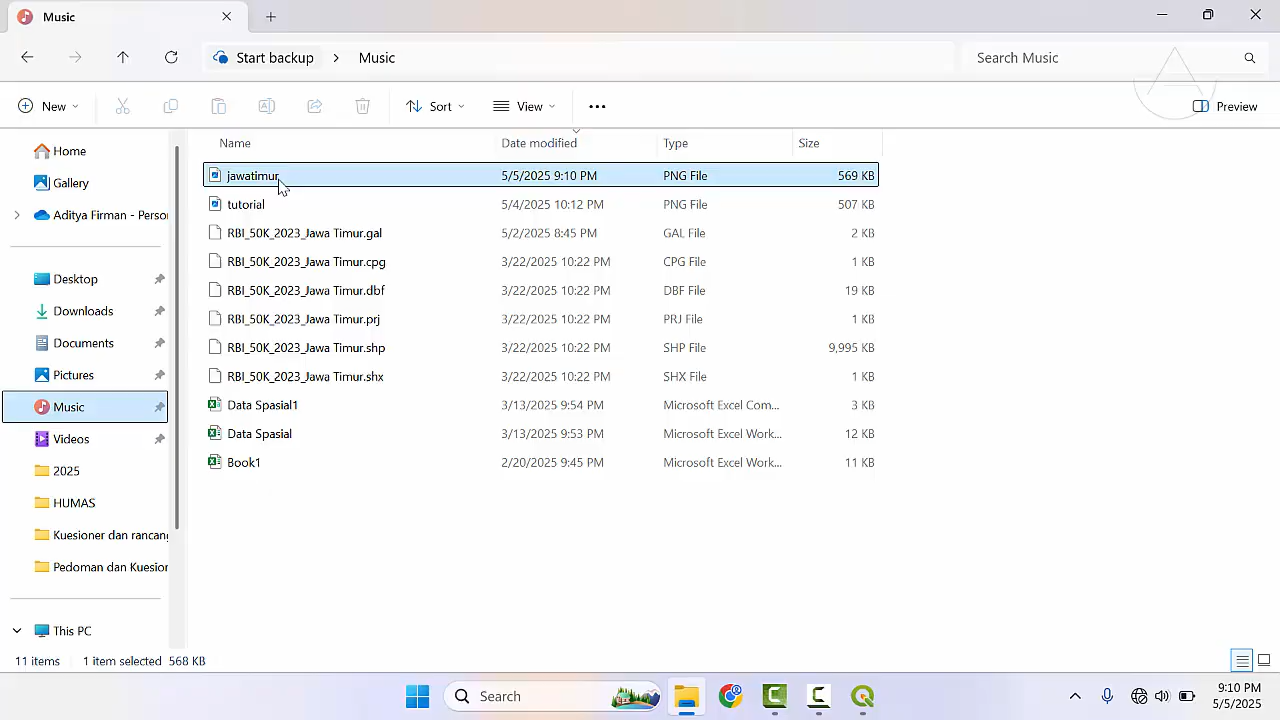 Music
Start backup > Music
Search Music
New
Sort
View
Preview
Home
Gallery
Aditya Firman - Perso
Desktop
Downloads
Documents
Pictures
Music
Videos
2025
HUMAS
Kuesioner dan rancang
Pedoman dan Kuesion
This PC
Name Date modified Type Size
jawatimur 5/5/2025 9:10 PM PNG File 569 KB
tutorial 5/4/2025 10:12 PM PNG File 507 KB
RBI_50K_2023_Jawa Timur.gal 5/2/2025 8:45 PM GAL File 2 KB
RBI_50K_2023_Jawa Timur.cpg 3/22/2025 10:22 PM CPG File 1 KB
RBI_50K_2023_Jawa Timur.dbf 3/22/2025 10:22 PM DBF File 19 KB
RBI_50K_2023_Jawa Timur.prj 3/22/2025 10:22 PM PRJ File 1 KB
RBI_50K_2023_Jawa Timur.shp 3/22/2025 10:22 PM SHP File 9,995 KB
RBI_50K_2023_Jawa Timur.shx 3/22/2025 10:22 PM SHX File 1 KB
Data Spasial1 3/13/2025 9:54 PM Microsoft Excel Com... 3 KB
Data Spasial 3/13/2025 9:53 PM Microsoft Excel Work... 12 KB
Book1 2/20/2025 9:45 PM Microsoft Excel Work... 11 KB
11 items 1 item selected 568 KB
Search
9:10 PM
5/5/2025